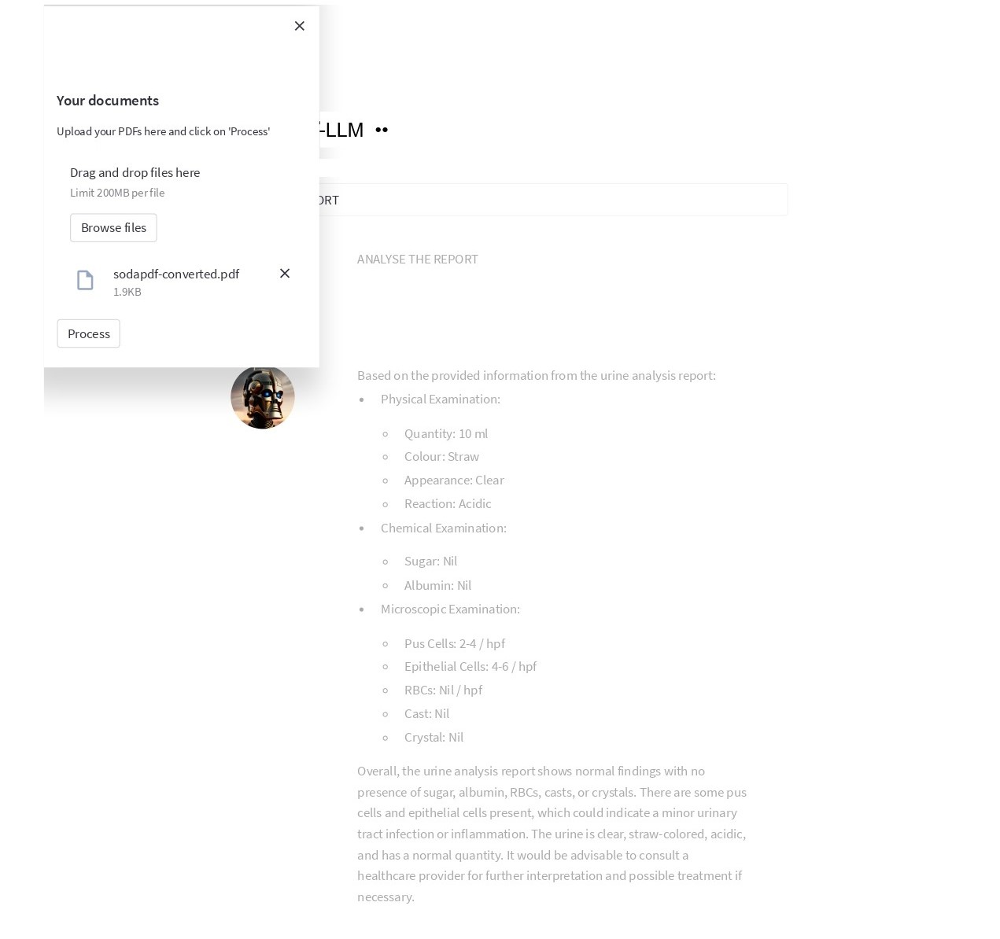 Your documents
Upload your PDFs here and click on 'Process'
Drag and drop files here
Limit 200MB per file
Browse files
sodapdf-converted.pdf
1.9KB
Process
-LLM
ORT
ANALYSE THE REPORT
Based on the provided information from the urine analysis report:
• Physical Examination:
◦ Quantity: 10 ml
◦ Colour: Straw
◦ Appearance: Clear
◦ Reaction: Acidic
• Chemical Examination:
◦ Sugar: Nil
◦ Albumin: Nil
• Microscopic Examination:
◦ Pus Cells: 2-4 / hpf
◦ Epithelial Cells: 4-6 / hpf
◦ RBCs: Nil / hpf
◦ Cast: Nil
◦ Crystal: Nil
Overall, the urine analysis report shows normal findings with no
presence of sugar, albumin, RBCs, casts, or crystals. There are some pus
cells and epithelial cells present, which could indicate a minor urinary
tract infection or inflammation. The urine is clear, straw-colored, acidic,
and has a normal quantity. It would be advisable to consult a
healthcare provider for further interpretation and possible treatment if
necessary.